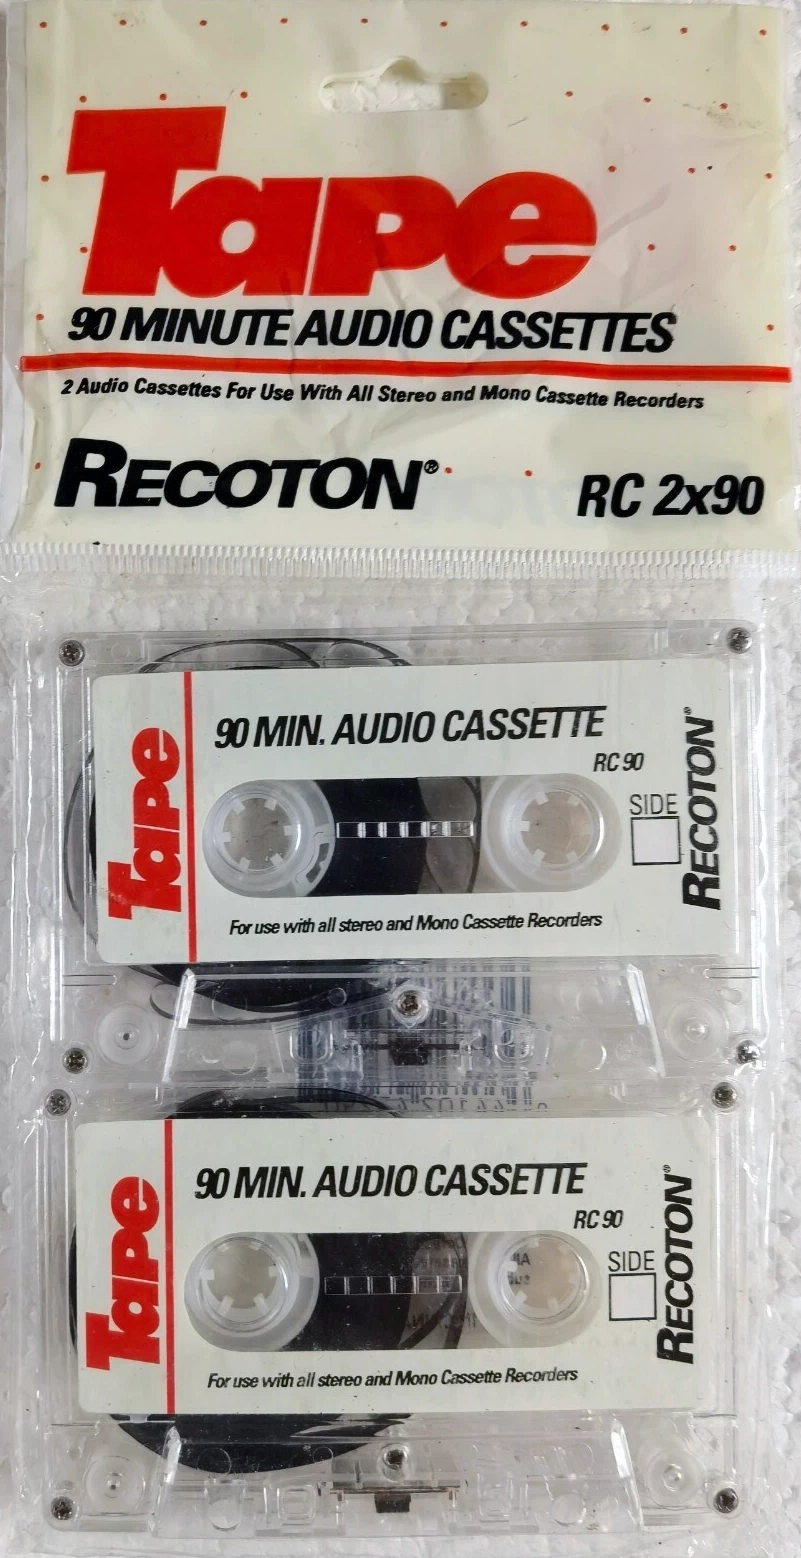 Tape
90 MINUTE AUDIO CASSETTES
2 Audio Cassettes For Use With All Stereo and Mono Cassette Recorders
RECOTON®
RC 2x90
Tape
90 MIN. AUDIO CASSETTE
RC 90
SIDE
RECOTON®
For use with all stereo and Mono Cassette Recorders
Tape
90 MIN. AUDIO CASSETTE
RC 90
SIDE
RECOTON®
For use with all stereo and Mono Cassette Recorders